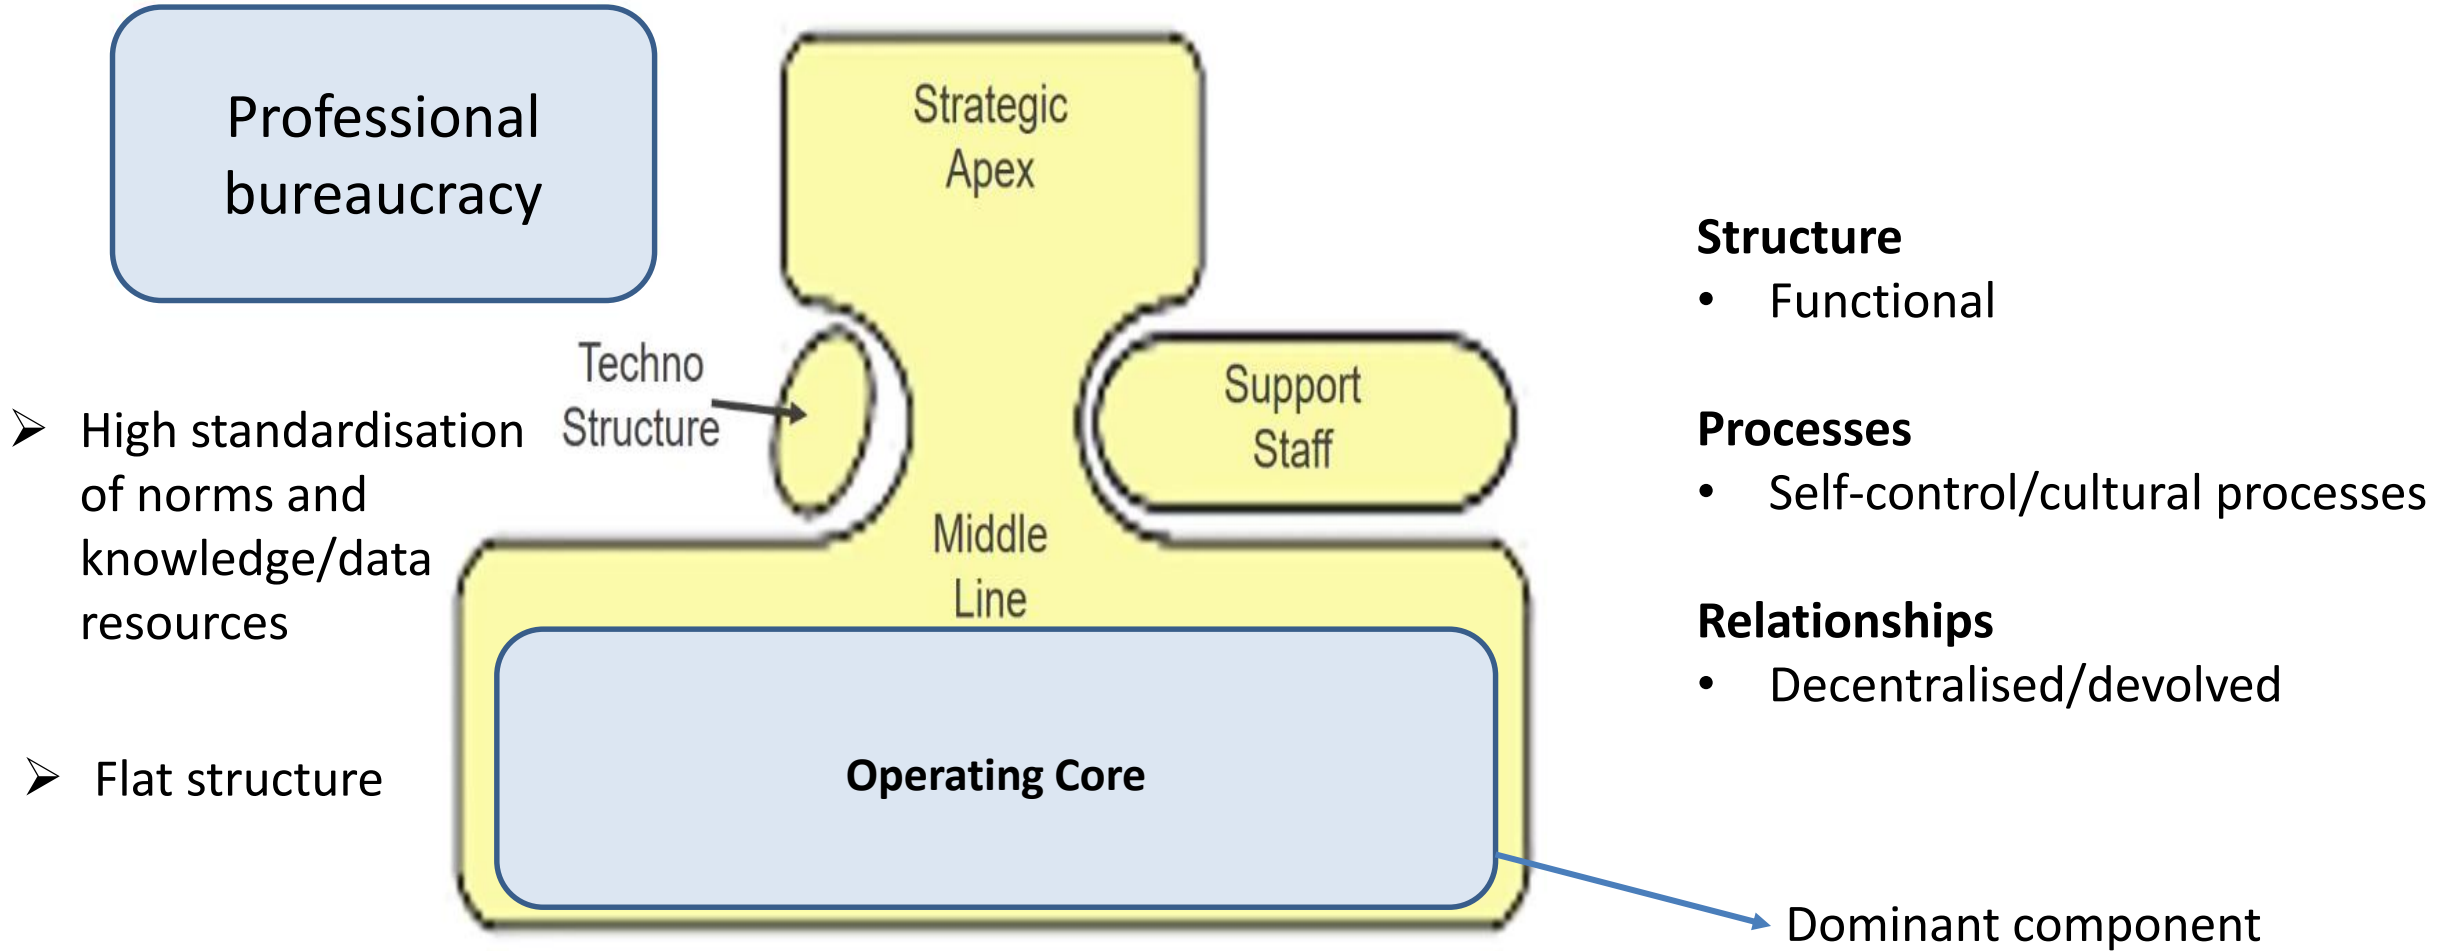 Professional
bureaucracy
➢ High standardisation
of norms and
knowledge/data
resources
➢ Flat structure
Strategic
Apex
Techno
Structure
Support
Staff
Middle
Line
Operating Core
Structure
• Functional
Processes
• Self-control/cultural processes
Relationships
• Decentralised/devolved
Dominant component